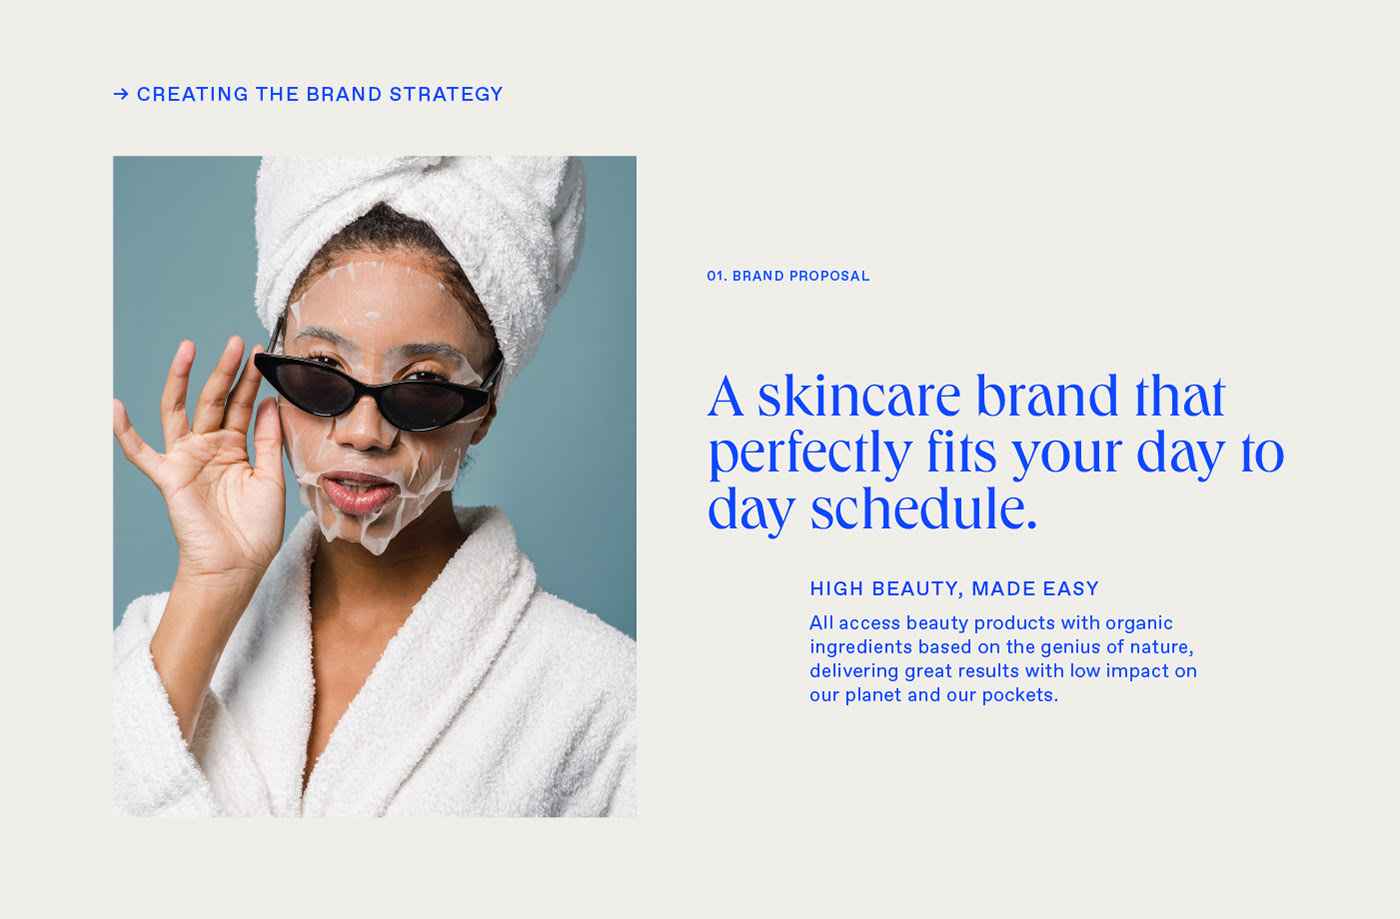 → CREATING THE BRAND STRATEGY
01. BRAND PROPOSAL
A skincare brand that
perfectly fits your day to
day schedule.
HIGH BEAUTY, MADE EASY
All access beauty products with organic
ingredients based on the genius of nature,
delivering great results with low impact on
our planet and our pockets.